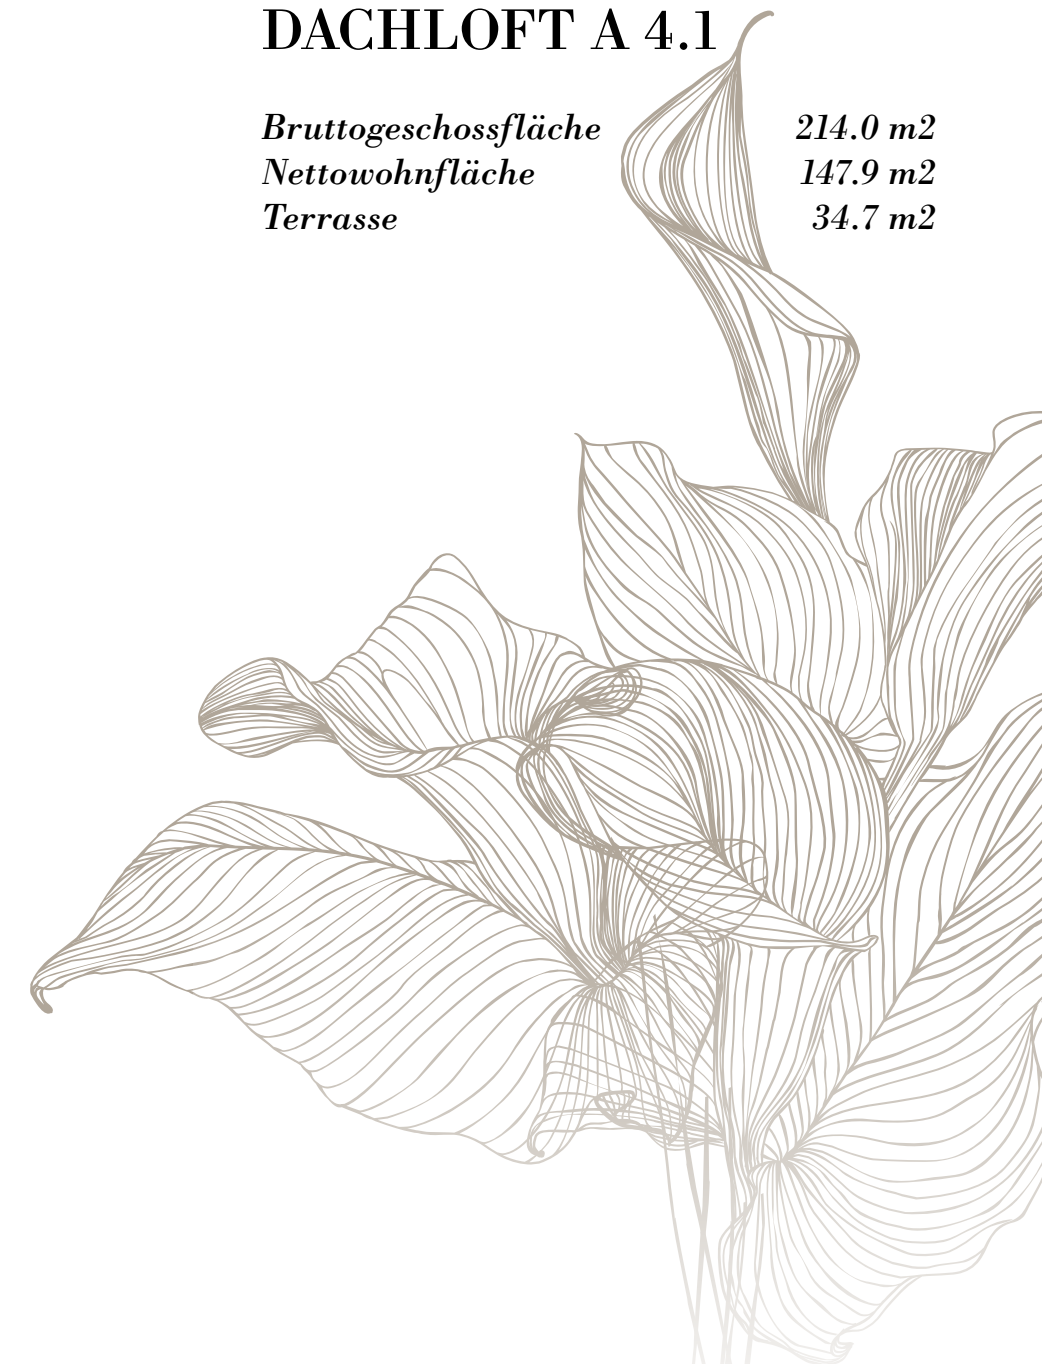 DACHLOFT A 4.1
Bruttogeschossfläche 214.0 m2
Nettowohnfläche 147.9 m2
Terrasse 34.7 m2